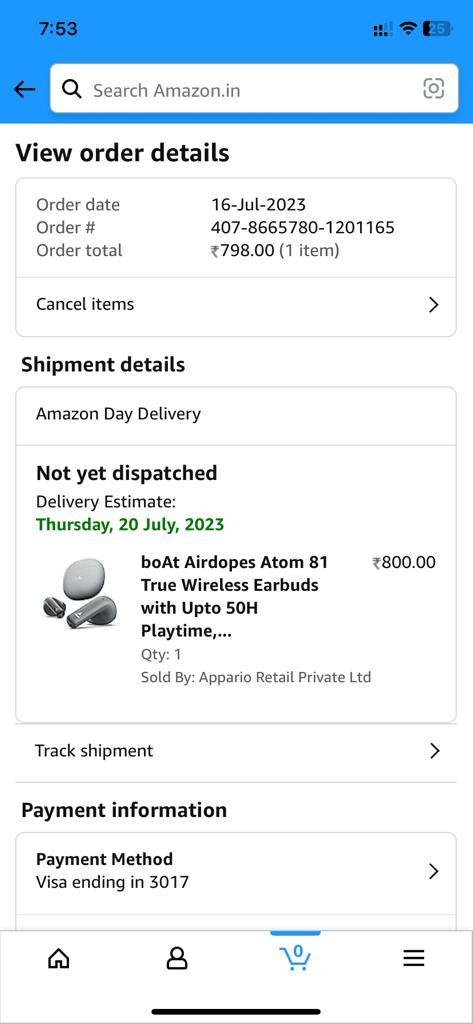 7:53
25
Search Amazon.in
View order details
Order date 16-Jul-2023
Order # 407-8665780-1201165
Order total ₹798.00 (1 item)
Cancel items
Shipment details
Amazon Day Delivery
Not yet dispatched
Delivery Estimate:
Thursday, 20 July, 2023
boAt Airdopes Atom 81 ₹800.00
True Wireless Earbuds
with Upto 50H
Playtime,...
Qty: 1
Sold By: Appario Retail Private Ltd
Track shipment
Payment information
Payment Method
Visa ending in 3017
0